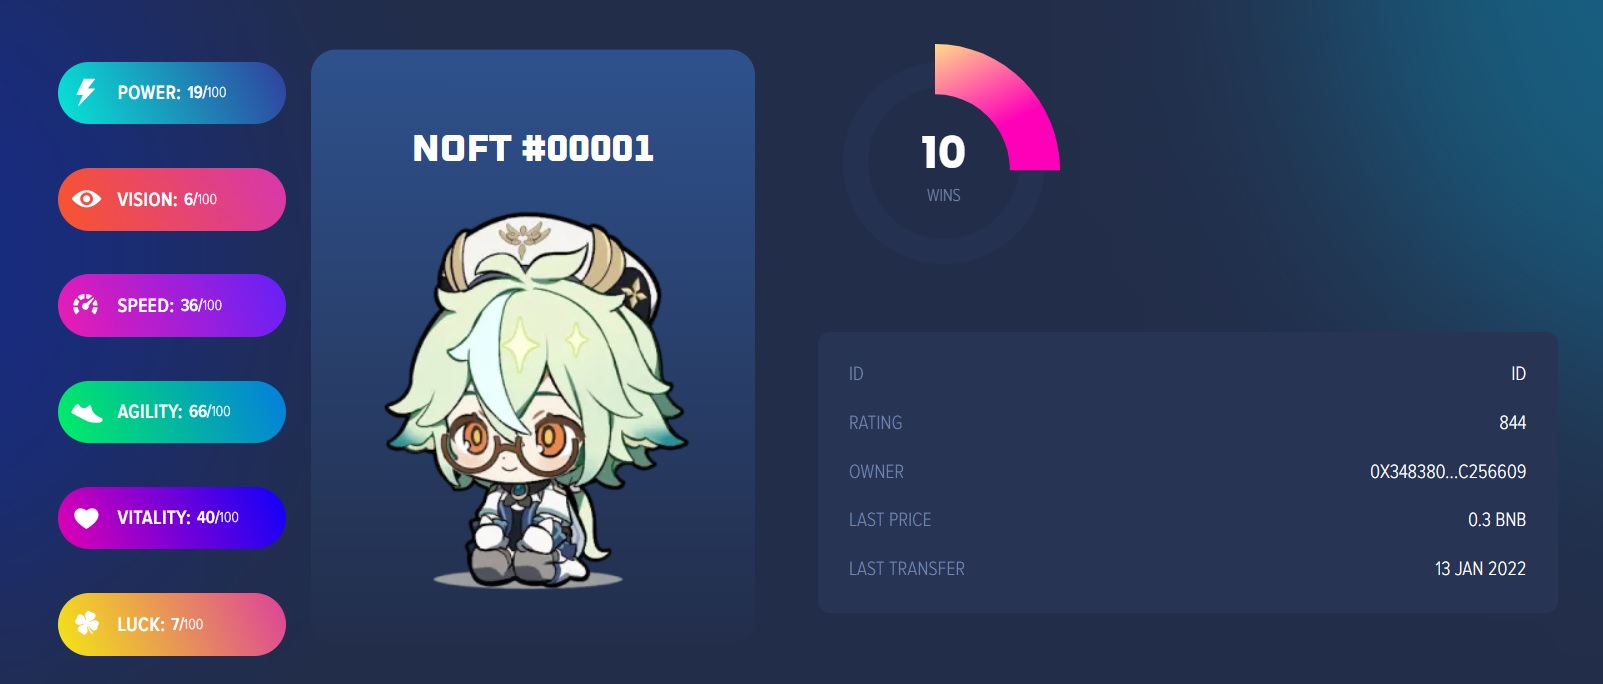 POWER: 19/100
VISION: 6/100
SPEED: 36/100
AGILITY: 66/100
VITALITY: 40/100
LUCK: 7/100
NOFT #00001
10
WINS
ID ID
RATING 844
OWNER 0X348380...C256609
LAST PRICE 0.3 BNB
LAST TRANSFER 13 JAN 2022